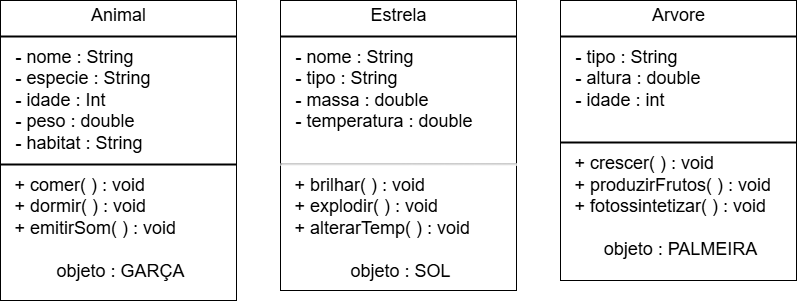 Animal
- nome : String
- especie : String
- idade : Int
- peso : double
- habitat : String
+ comer( ) : void
+ dormir( ) : void
+ emitirSom( ) : void
objeto : GARÇA
Estrela
- nome : String
- tipo : String
- massa : double
- temperatura : double
+ brilhar( ) : void
+ explodir( ) : void
+ alterarTemp( ) : void
objeto : SOL
Arvore
- tipo : String
- altura : double
- idade : int
+ crescer( ) : void
+ produzirFrutos( ) : void
+ fotossintetizar( ) : void
objeto : PALMEIRA